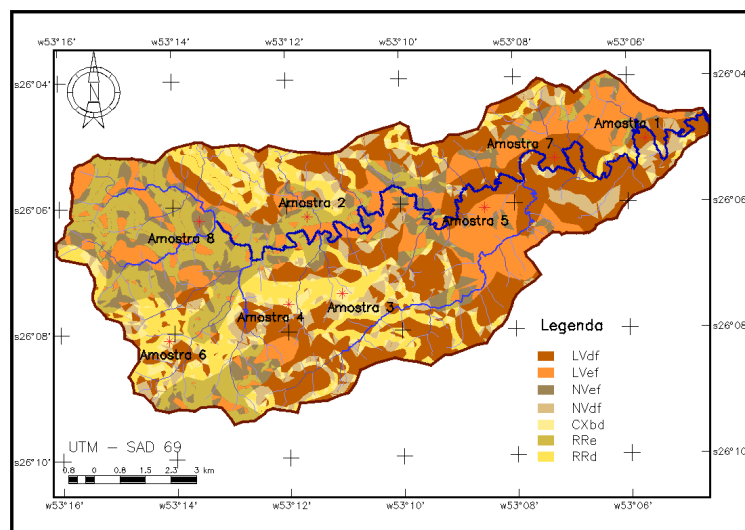 w53°16' w53°14' w53°12' w53°10' w53°08' w53°06'
s26°04' s26°04'
Amostra 1
Amostra 7
Amostra 2
s26°06' s26°06'
Amostra 5
Amostra 8
Amostra 3
Amostra 4
s26°08' s26°08'
Amostra 6
Legenda
LVdf
LVef
NVef
NVdf
CXbd
RRe
RRd
N
UTM – SAD 69
0.8 0 0.8 1.5 2.3 3 km
s26°10' s26°10'
w53°16' w53°14' w53°12' w53°10' w53°08' w53°06'